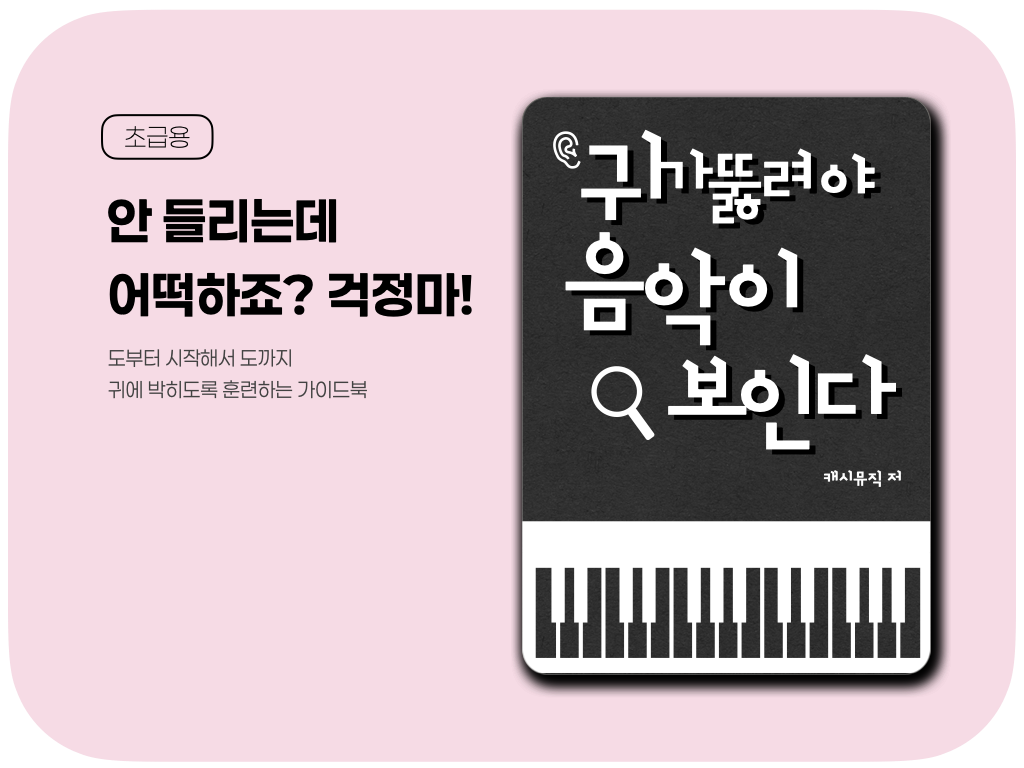 초급용
안 들리는데
어떡하죠? 걱정마!
도부터 시작해서 도까지
귀에 박히도록 훈련하는 가이드북
귀가 뚫려야
음악이
보인다
캐시뮤직 저